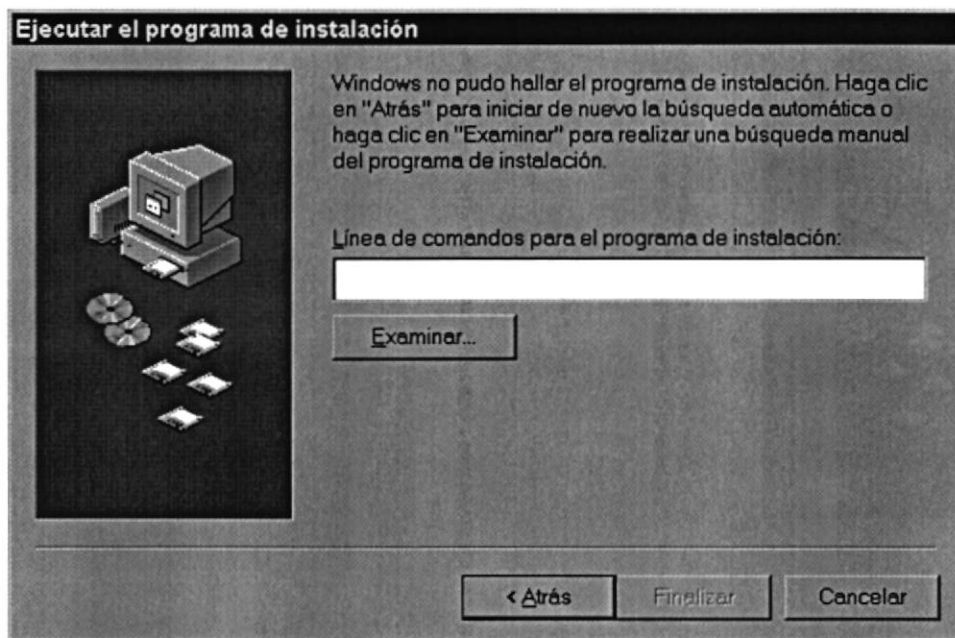 Ejecutar el programa de instalación
Windows no pudo hallar el programa de instalación. Haga clic
en "Atrás" para iniciar de nuevo la búsqueda automática o
haga clic en "Examinar" para realizar una búsqueda manual
del programa de instalación.
Línea de comandos para el programa de instalación:
Examinar...
< Atrás
Finalizar
Cancelar